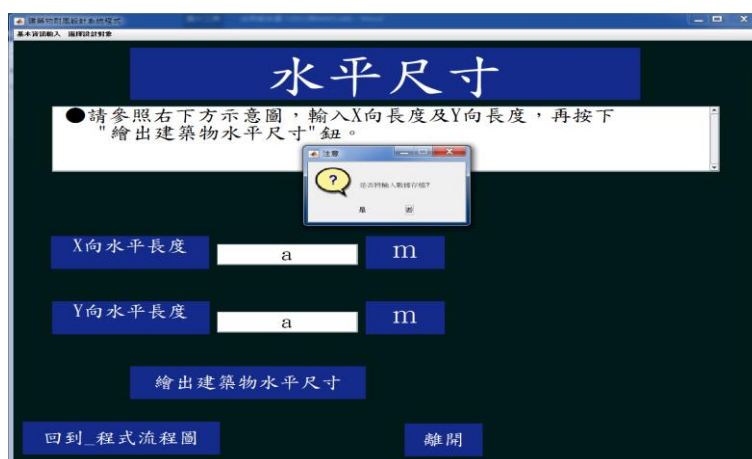 建築物耐風設計系統程式
基本資訊輸入 選擇設計對象
水平尺寸
●請參照右下方示意圖，輸入X向長度及Y向長度，再按下
"繪出建築物水平尺寸"鈕。
注意
是否將輸入數據存檔?
是 否
X向水平長度 a m
Y向水平長度 a m
繪出建築物水平尺寸
回到_程式流程圖 離開